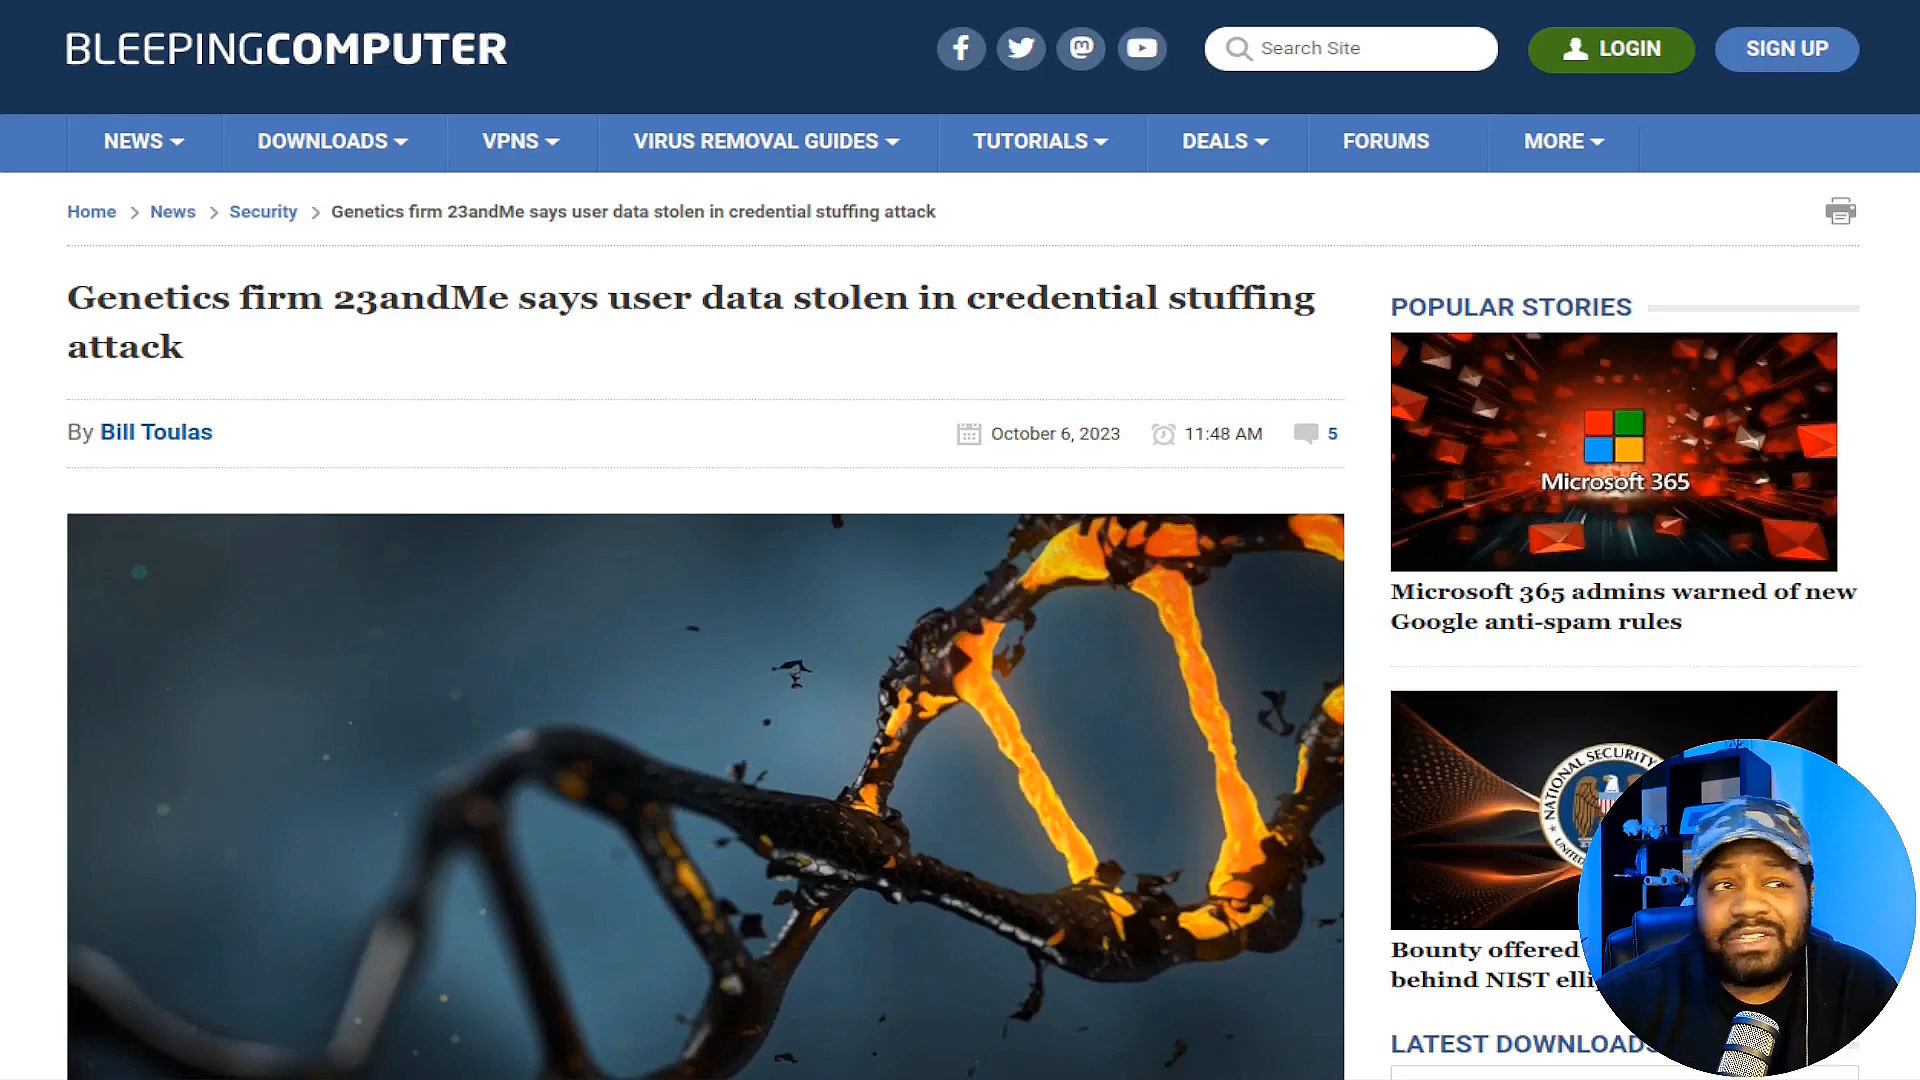 BLEEPINGCOMPUTER
Search Site
LOGIN
SIGN UP
NEWS
DOWNLOADS
VPNS
VIRUS REMOVAL GUIDES
TUTORIALS
DEALS
FORUMS
MORE
Home > News > Security > Genetics firm 23andMe says user data stolen in credential stuffing attack
Genetics firm 23andMe says user data stolen in credential stuffing
attack
By Bill Toulas
October 6, 2023
11:48 AM
5
POPULAR STORIES
Microsoft 365
Microsoft 365 admins warned of new
Google anti-spam rules
NATIONAL SECURITY
Bounty offered
behind NIST
LATEST DOWNLOADS